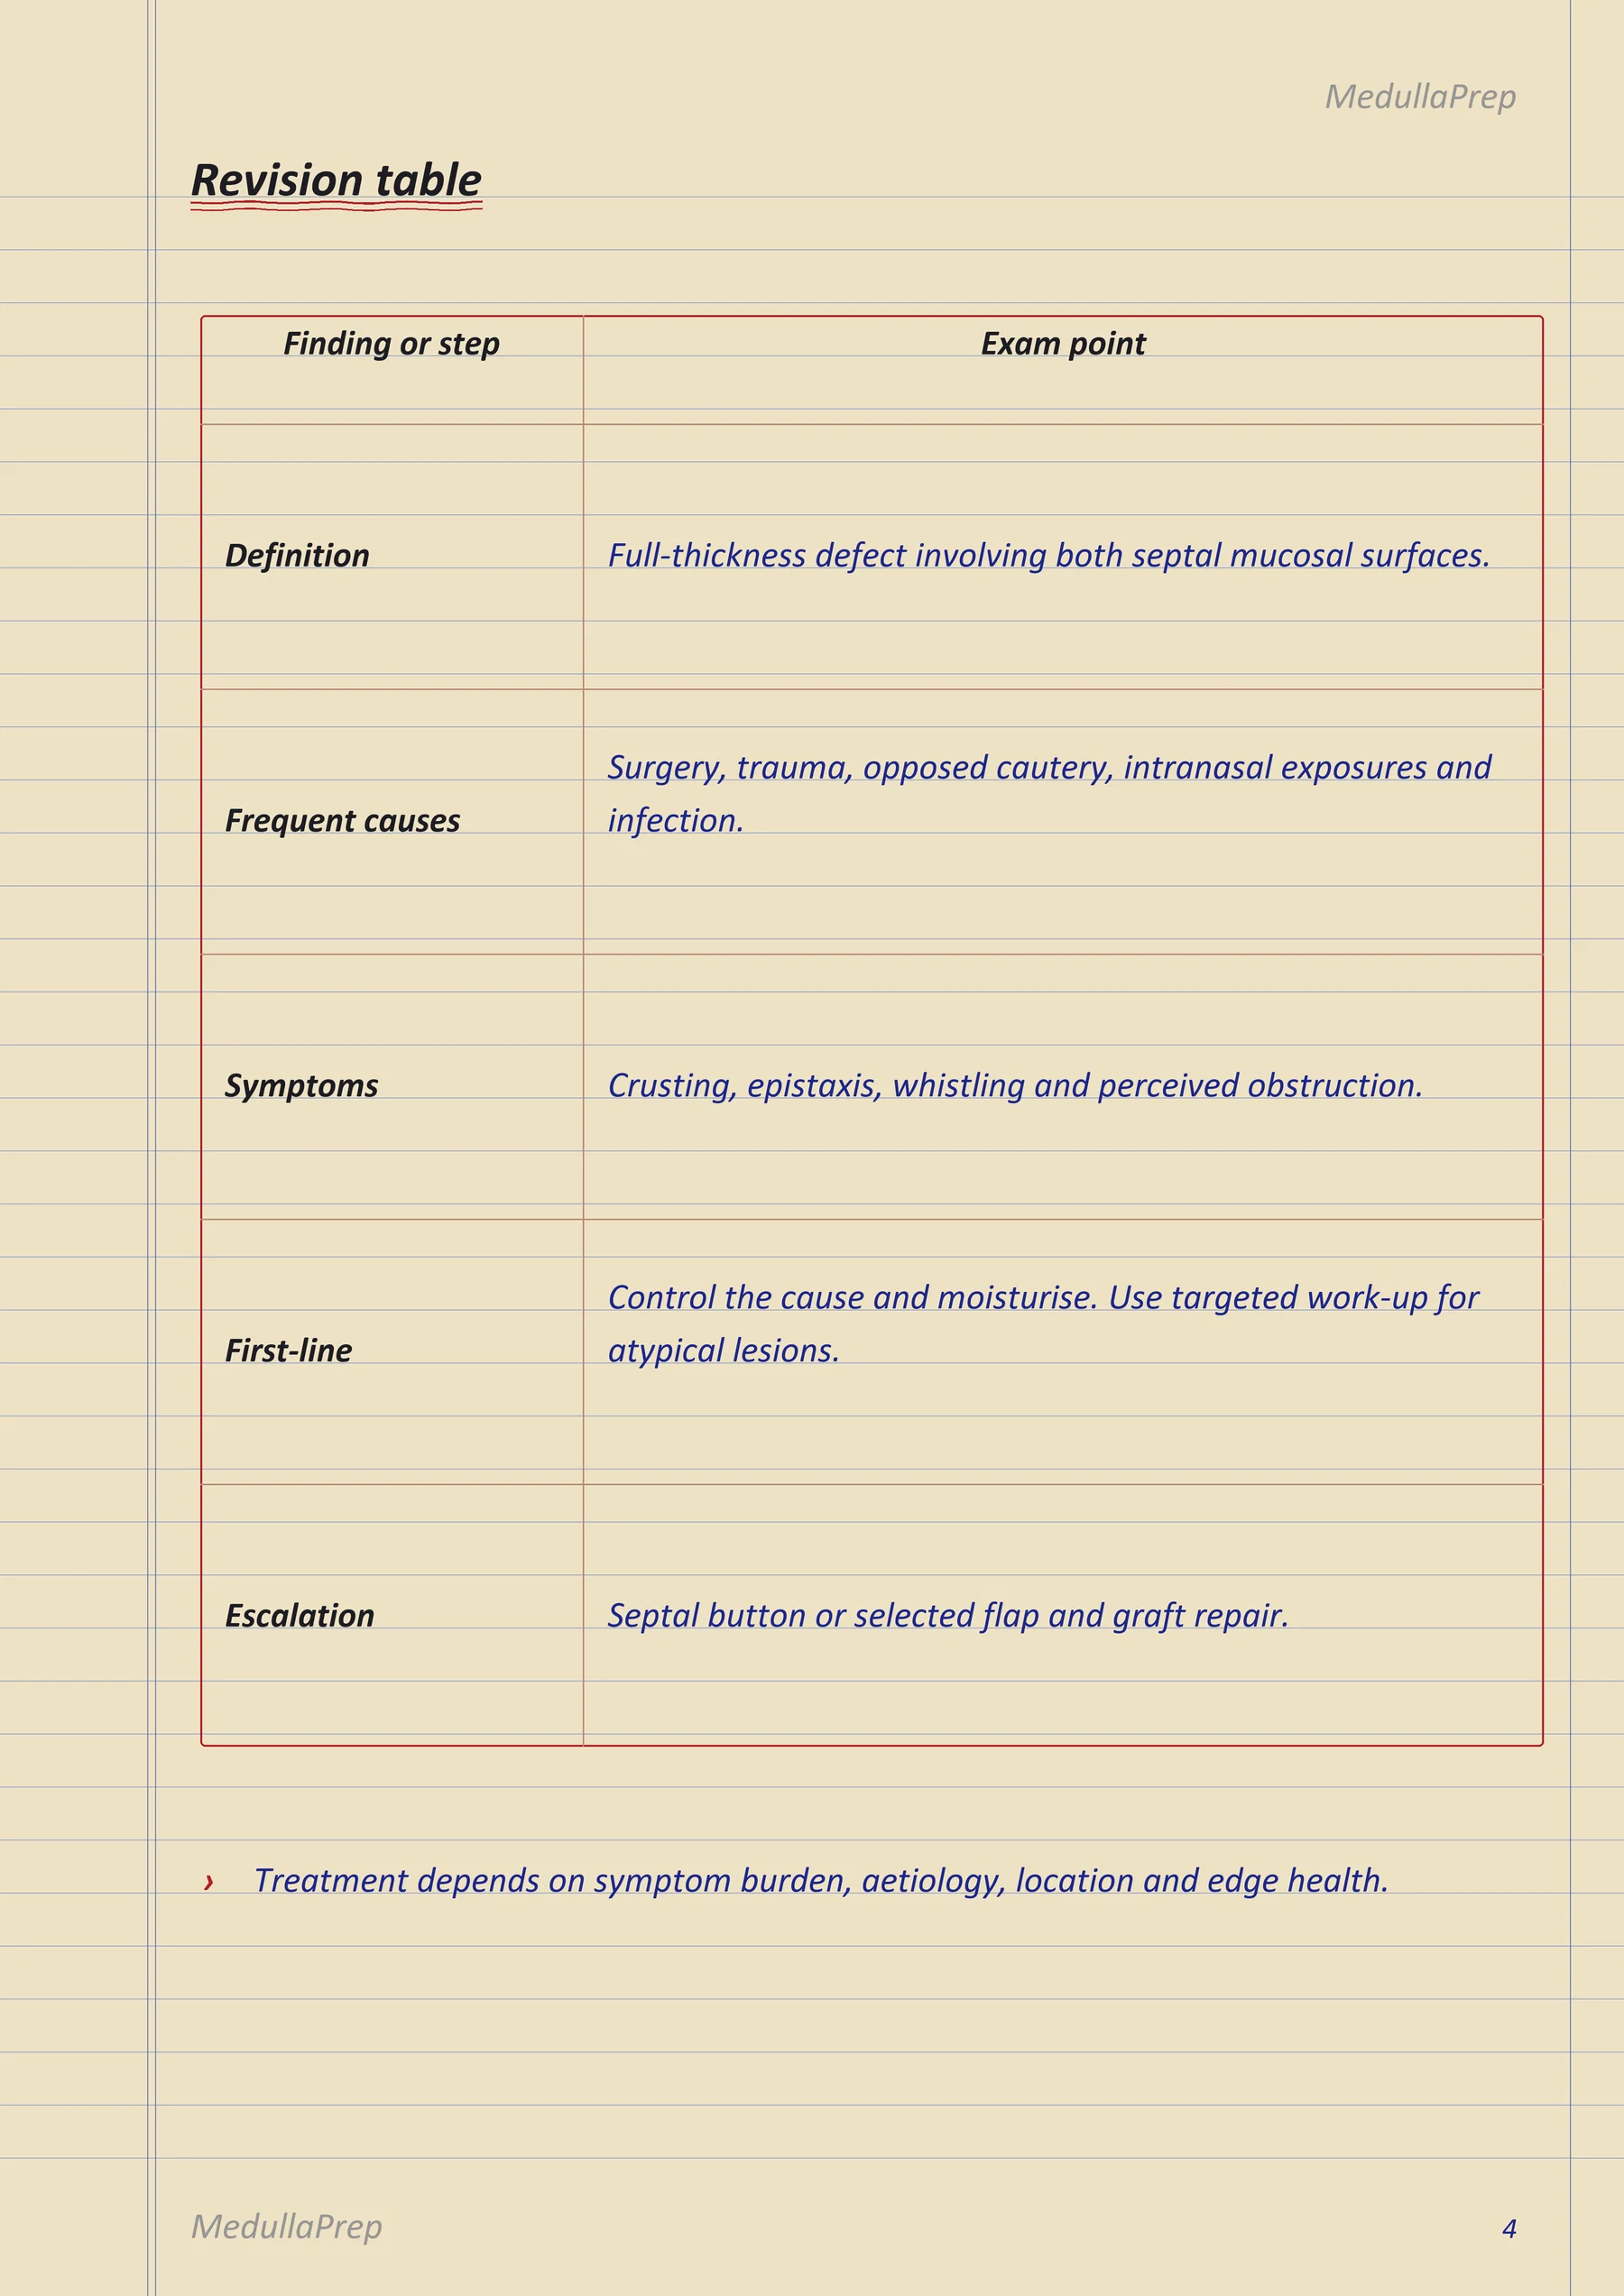 MedullaPrep
Revision table
Finding or step
Exam point
Definition
Full-thickness defect involving both septal mucosal surfaces.
Frequent causes
Surgery, trauma, opposed cautery, intranasal exposures and
infection.
Symptoms
Crusting, epistaxis, whistling and perceived obstruction.
First-line
Control the cause and moisturise. Use targeted work-up for
atypical lesions.
Escalation
Septal button or selected flap and graft repair.
› Treatment depends on symptom burden, aetiology, location and edge health.
MedullaPrep
4